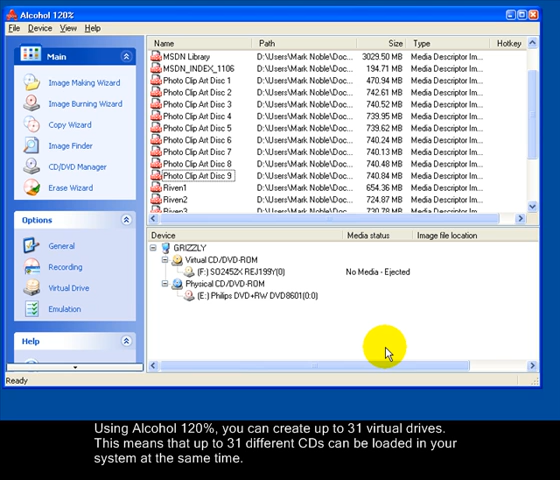 Alcohol 120%
File Device View Help
Main
Image Making Wizard
Image Burning Wizard
Copy Wizard
Image Finder
CD/DVD Manager
Erase Wizard
Options
General
Recording
Virtual Drive
Emulation
Help
Name Path Size Type Hotkey
MSDN Library D:\Users\Mark Noble\Doc... 3029.50 MB Media Descriptor Im...
MSDN_INDEX_1106 D:\Users\Mark Noble\Doc... 194.71 MB Media Descriptor Im...
Photo Clip Art Disc 1 D:\Users\Mark Noble\Doc... 470.94 MB Media Descriptor Im...
Photo Clip Art Disc 2 D:\Users\Mark Noble\Doc... 742.61 MB Media Descriptor Im...
Photo Clip Art Disc 3 D:\Users\Mark Noble\Doc... 740.52 MB Media Descriptor Im...
Photo Clip Art Disc 4 D:\Users\Mark Noble\Doc... 736.95 MB Media Descriptor Im...
Photo Clip Art Disc 5 D:\Users\Mark Noble\Doc... 739.62 MB Media Descriptor Im...
Photo Clip Art Disc 6 D:\Users\Mark Noble\Doc... 740.24 MB Media Descriptor Im...
Photo Clip Art Disc 7 D:\Users\Mark Noble\Doc... 740.56 MB Media Descriptor Im...
Photo Clip Art Disc 8 D:\Users\Mark Noble\Doc... 740.48 MB Media Descriptor Im...
Photo Clip Art Disc 9 D:\Users\Mark Noble\Doc... 740.84 MB Media Descriptor Im...
Riven1 D:\Users\Mark Noble\Doc... 654.36 MB Media Descriptor Im...
Riven2 D:\Users\Mark Noble\Doc... 724.87 MB Media Descriptor Im...
Riven3 D:\Users\Mark Noble\Doc... 730.78 MB Media Descriptor Im...
Device Media status Image file location
GRIZZLY
Virtual CD/DVD-ROM
(F:) SO2452X REJ199Y(0) No Media - Ejected
Physical CD/DVD-ROM
(E:) Philips DVD+RW DVD8601(0:0)
Ready
Using Alcohol 120%, you can create up to 31 virtual drives.
This means that up to 31 different CDs can be loaded in your
system at the same time.